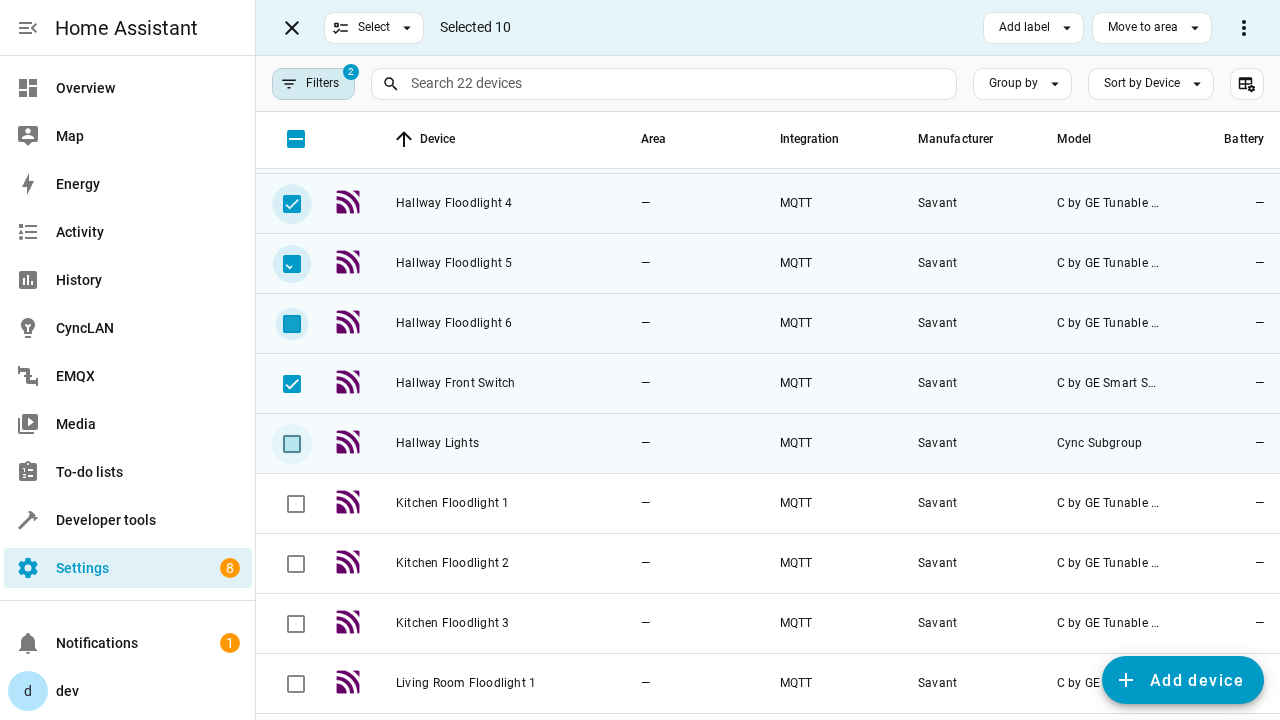 Home Assistant
Select
Selected 10
Add label
Move to area
Filters
2
Search 22 devices
Group by
Sort by Device
Device
Area
Integration
Manufacturer
Model
Battery
Hallway Floodlight 4 — MQTT Savant C by GE Tunable ... —
Hallway Floodlight 5 — MQTT Savant C by GE Tunable ... —
Hallway Floodlight 6 — MQTT Savant C by GE Tunable ... —
Hallway Front Switch — MQTT Savant C by GE Smart S... —
Hallway Lights — MQTT Savant Cync Subgroup —
Kitchen Floodlight 1 — MQTT Savant C by GE Tunable ... —
Kitchen Floodlight 2 — MQTT Savant C by GE Tunable ... —
Kitchen Floodlight 3 — MQTT Savant C by GE Tunable ... —
Living Room Floodlight 1 — MQTT Savant C by GE
Add device
Overview
Map
Energy
Activity
History
CyncLAN
EMQX
Media
To-do lists
Developer tools
Settings 8
Notifications 1
d dev